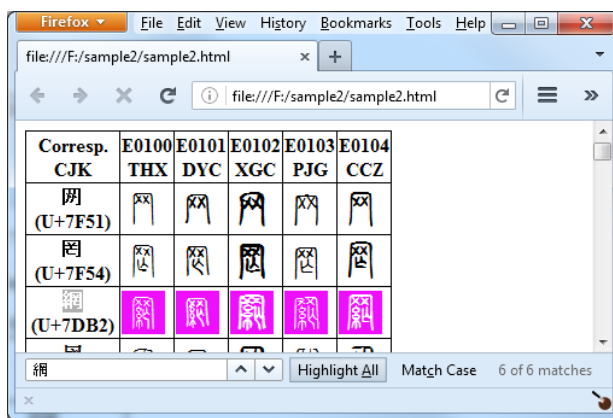 Firefox File Edit View History Bookmarks Tools Help
file:///F:/sample2/sample2.html
file:///F:/sample2/sample2.html
Corresp. CJK E0100 THX E0101 DYC E0102 XGC E0103 PJG E0104 CCZ
网
(U+7F51)
罔
(U+7F54)
網
(U+7DB2)
網 Highlight All Match Case 6 of 6 matches